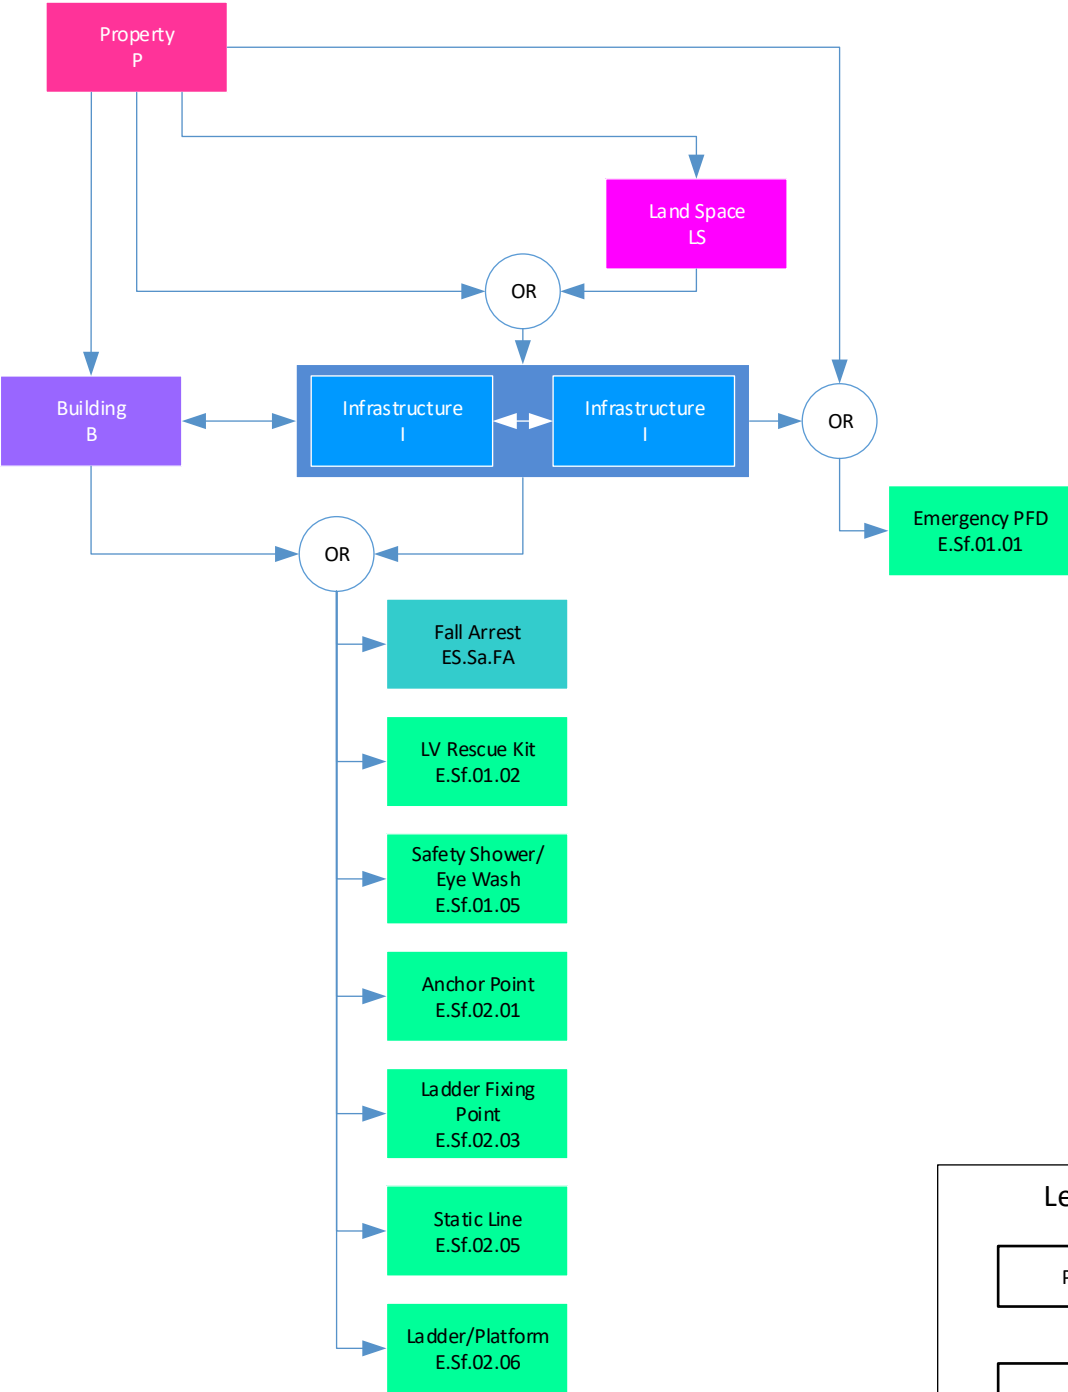 Property
P
Land Space
LS
OR
Building
B
Infrastructure
I
Infrastructure
I
OR
Emergency PFD
E.Sf.01.01
OR
Fall Arrest
ES.Sa.FA
LV Rescue Kit
E.Sf.01.02
Safety Shower/
Eye Wash
E.Sf.01.05
Anchor Point
E.Sf.02.01
Ladder Fixing
Point
E.Sf.02.03
Static Line
E.Sf.02.05
Ladder/Platform
E.Sf.02.06